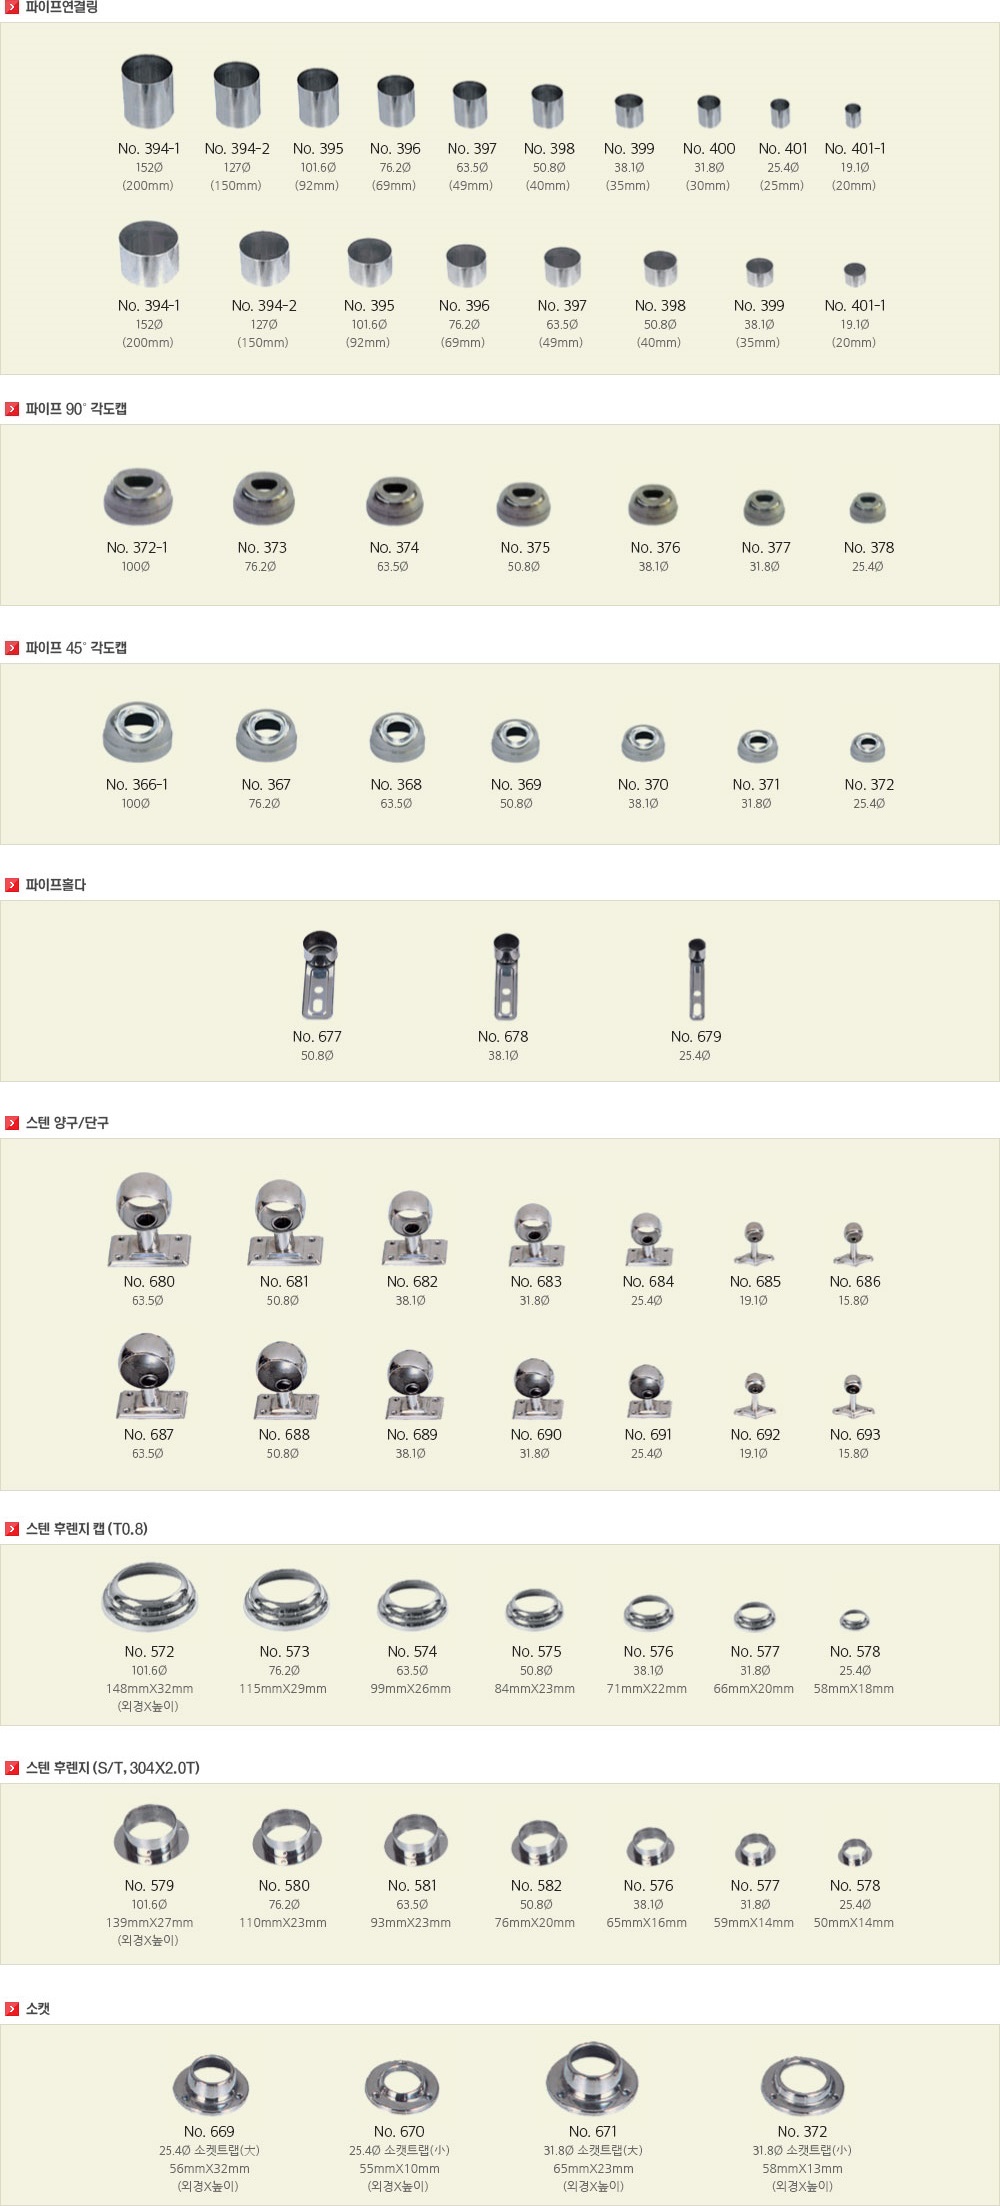 파이프연결링
No. 394-1 No. 394-2 No. 395 No. 396 No. 397 No. 398 No. 399 No. 400 No. 401 No. 401-1
152Ø 127Ø 101.6Ø 76.2Ø 63.5Ø 50.8Ø 38.1Ø 31.8Ø 25.4Ø 19.1Ø
(200mm) (150mm) (92mm) (69mm) (49mm) (40mm) (35mm) (30mm) (25mm) (20mm)
No. 394-1 No. 394-2 No. 395 No. 396 No. 397 No. 398 No. 399 No. 401-1
152Ø 127Ø 101.6Ø 76.2Ø 63.5Ø 50.8Ø 38.1Ø 19.1Ø
(200mm) (150mm) (92mm) (69mm) (49mm) (40mm) (35mm) (20mm)
파이프 90° 각도캡
No. 372-1 No. 373 No. 374 No. 375 No. 376 No. 377 No. 378
100Ø 76.2Ø 63.5Ø 50.8Ø 38.1Ø 31.8Ø 25.4Ø
파이프 45° 각도캡
No. 366-1 No. 367 No. 368 No. 369 No. 370 No. 371 No. 372
100Ø 76.2Ø 63.5Ø 50.8Ø 38.1Ø 31.8Ø 25.4Ø
파이프홀다
No. 677 No. 678 No. 679
50.8Ø 38.1Ø 25.4Ø
스텐 양구/단구
No. 680 No. 681 No. 682 No. 683 No. 684 No. 685 No. 686
63.5Ø 50.8Ø 38.1Ø 31.8Ø 25.4Ø 19.1Ø 15.8Ø
No. 687 No. 688 No. 689 No. 690 No. 691 No. 692 No. 693
63.5Ø 50.8Ø 38.1Ø 31.8Ø 25.4Ø 19.1Ø 15.8Ø
스텐 후렌지 캡 (T0.8)
No. 572 No. 573 No. 574 No. 575 No. 576 No. 577 No. 578
101.6Ø 76.2Ø 63.5Ø 50.8Ø 38.1Ø 31.8Ø 25.4Ø
148mmX32mm 115mmX29mm 99mmX26mm 84mmX23mm 71mmX22mm 66mmX20mm 58mmX18mm
(외경X높이)
스텐 후렌지 (S/T, 304X2.0T)
No. 579 No. 580 No. 581 No. 582 No. 576 No. 577 No. 578
101.6Ø 76.2Ø 63.5Ø 50.8Ø 38.1Ø 31.8Ø 25.4Ø
139mmX27mm 110mmX23mm 93mmX23mm 76mmX20mm 65mmX16mm 59mmX14mm 50mmX14mm
(외경X높이)
소캣
No. 669 No. 670 No. 671 No. 372
25.4Ø 소켓트랩(大) 25.4Ø 소캣트랩(小) 31.8Ø 소캣트랩(大) 31.8Ø 소캣트랩(小)
56mmX32mm 55mmX10mm 65mmX23mm 58mmX13mm
(외경X높이) (외경X높이) (외경X높이) (외경X높이)